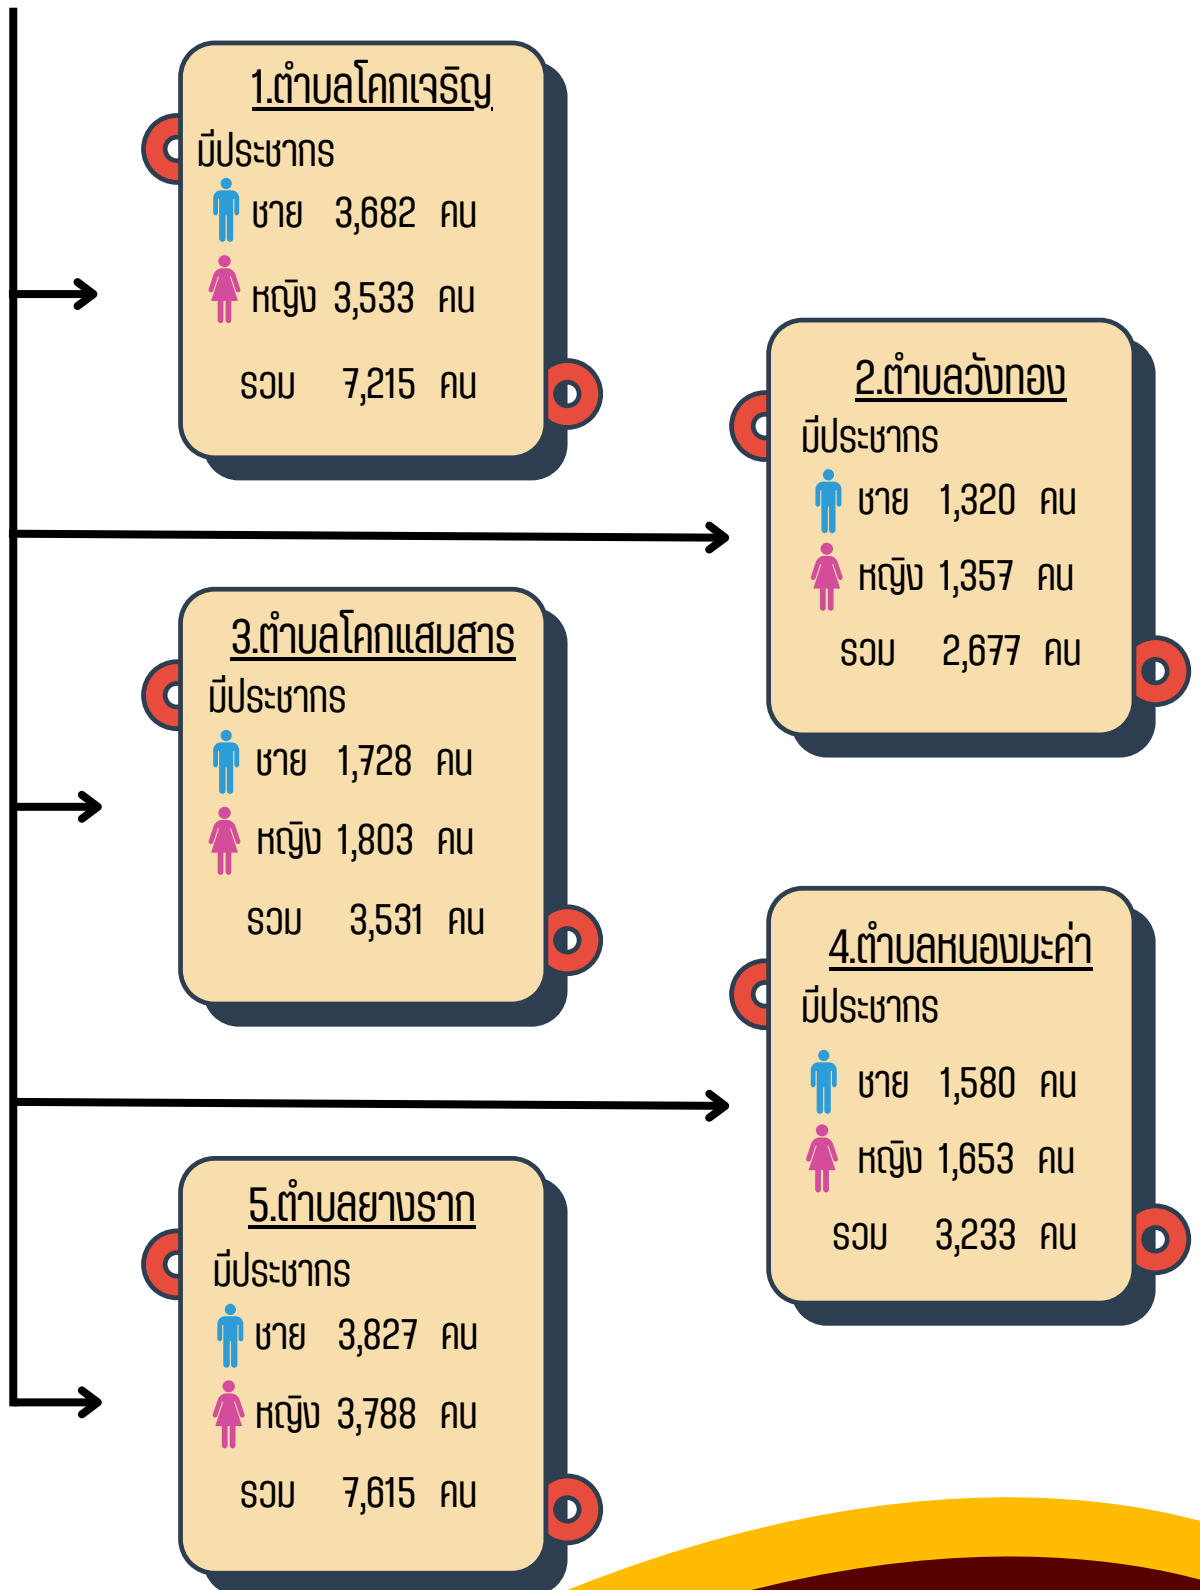 1.ตำบลโคกเจริญ
มีประชากร
ชาย 3,682 คน
หญิง 3,533 คน
รวม 7,215 คน
2.ตำบลวังทอง
มีประชากร
ชาย 1,320 คน
หญิง 1,357 คน
รวม 2,677 คน
3.ตำบลโคกแสมสาร
มีประชากร
ชาย 1,728 คน
หญิง 1,803 คน
รวม 3,531 คน
4.ตำบลหนองมะค่า
มีประชากร
ชาย 1,580 คน
หญิง 1,653 คน
รวม 3,233 คน
5.ตำบลยางราก
มีประชากร
ชาย 3,827 คน
หญิง 3,788 คน
รวม 7,615 คน